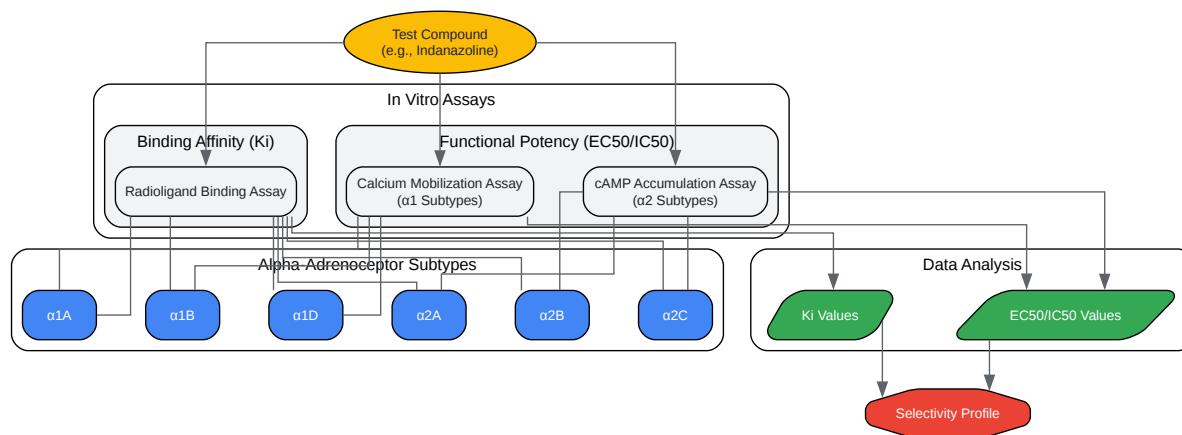 Test Compound
(e.g., Indanazoline)
In Vitro Assays
Binding Affinity (Ki)
Functional Potency (EC50/IC50)
Radioligand Binding Assay
Calcium Mobilization Assay
(α1 Subtypes)
cAMP Accumulation Assay
(α2 Subtypes)
Alpha-Adrenoceptor Subtypes
Data Analysis
α1A
α1B
α1D
α2A
α2B
α2C
Ki Values
EC50/IC50 Values
Selectivity Profile